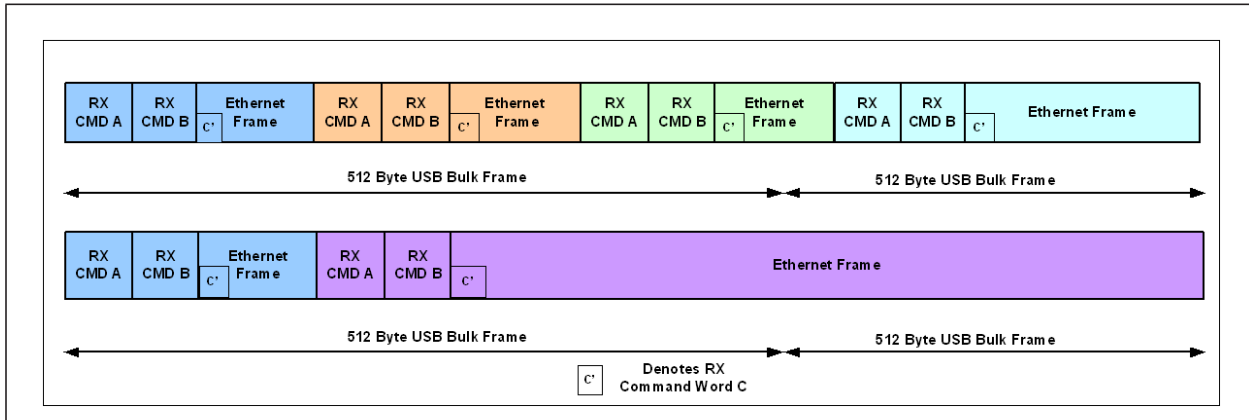 RX CMD A
RX CMD B
C'
Ethernet Frame
RX CMD A
RX CMD B
C'
Ethernet Frame
RX CMD A
RX CMD B
C'
Ethernet Frame
RX CMD A
RX CMD B
C'
Ethernet Frame
512 Byte USB Bulk Frame
512 Byte USB Bulk Frame
RX CMD A
RX CMD B
C'
Ethernet Frame
RX CMD A
RX CMD B
C'
Ethernet Frame
512 Byte USB Bulk Frame
512 Byte USB Bulk Frame
C'
Denotes RX
Command Word C